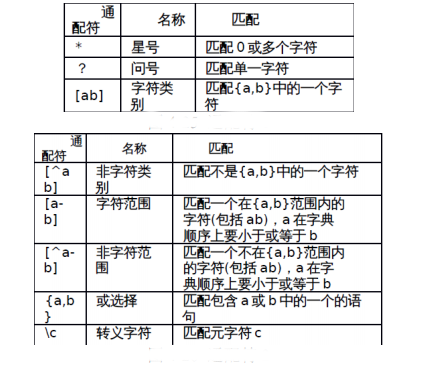 通
配符
名称
匹配
*
星号
匹配 0 或多个字符
?
问号
匹配单一字符
[ab]
字符类
别
匹配{a,b}中的一个字
符
通
配符
名称
匹配
[^a
b]
非字符类
别
匹配不是{a,b}中的一个字符
[a-
b]
字符范围
匹配一个在{a,b}范围内的
字符(包括 ab)，a 在字典
顺序上要小于或等于 b
[^a-
b]
非字符范
围
匹配一个不在{a,b}范围内
的字符(包括 ab)，a 在字
典顺序上要小于或等于 b
{a,b
}
或选择
匹配包含 a 或 b 中的一个的语
句
\c
转义字符
匹配元字符 c